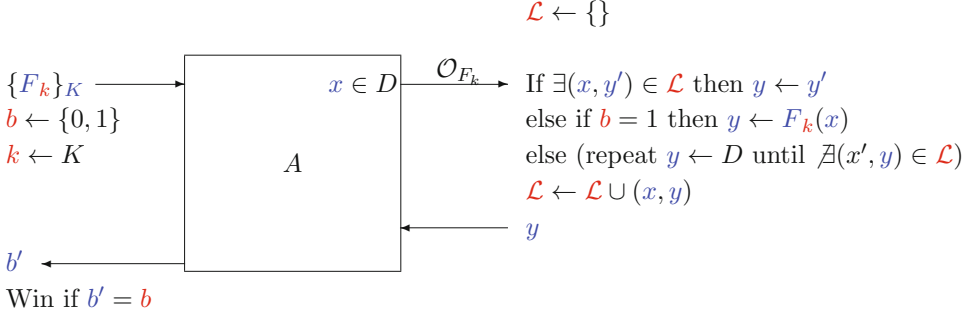 𝓛 ← {}
{F_k}_K
x ∈ D
𝒪_{F_k}
If ∃(x, y′) ∈ 𝓛 then y ← y′
b ← {0, 1}
else if b = 1 then y ← F_k(x)
k ← K
A
else (repeat y ← D until ∄(x′, y) ∈ 𝓛)
𝓛 ← 𝓛 ∪ (x, y)
y
b′
Win if b′ = b